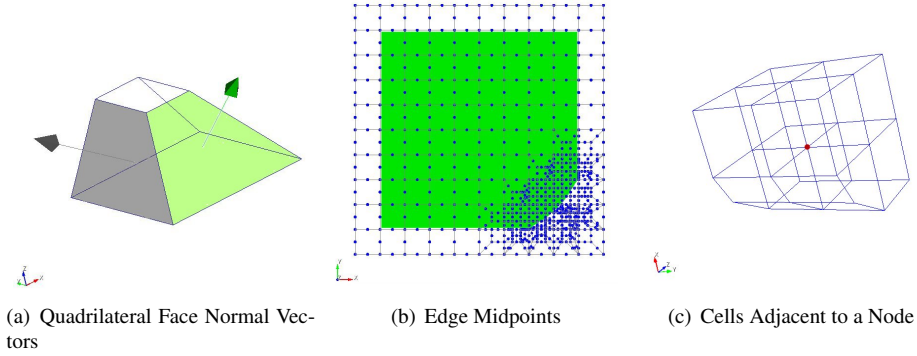 Z
X
Y
Y
X
X
Z
Y
(a) Quadrilateral Face Normal Vec-
tors
(b) Edge Midpoints
(c) Cells Adjacent to a Node